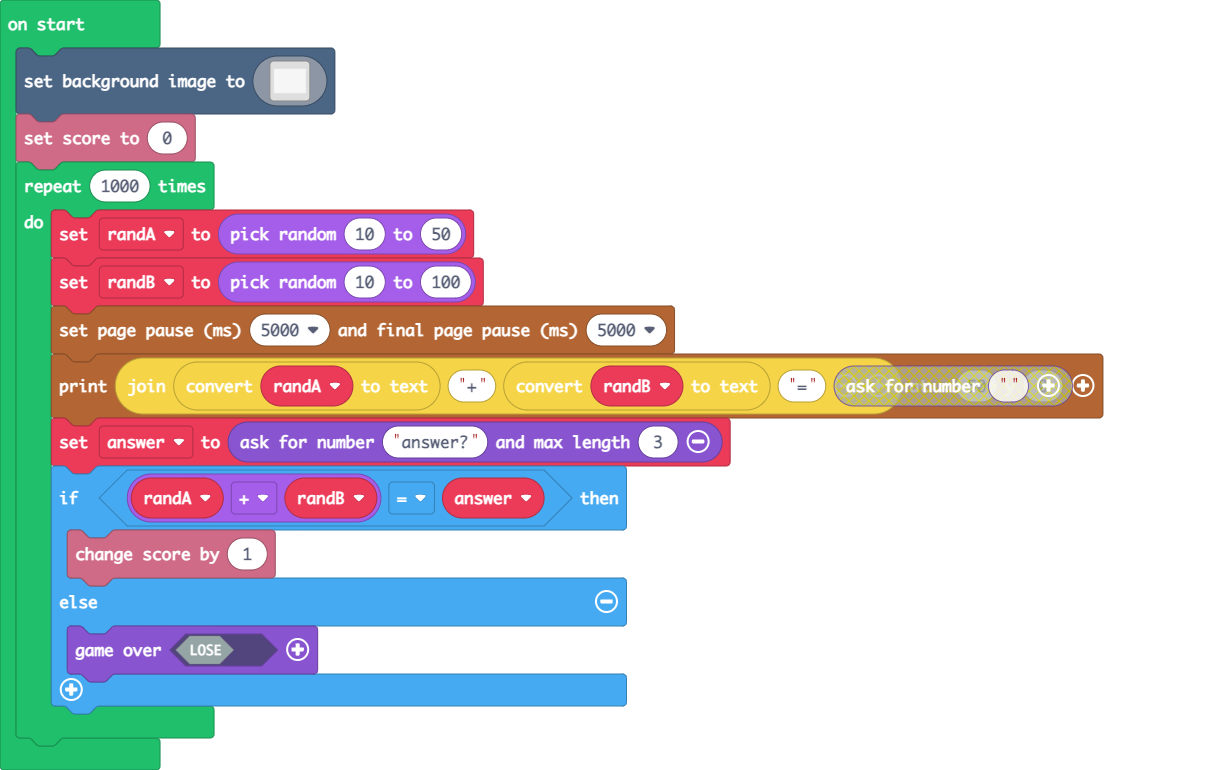 on start
set background image to
set score to 0
repeat 1000 times
do
set randA to pick random 10 to 50
set randB to pick random 10 to 100
set page pause (ms) 5000 and final page pause (ms) 5000
print join convert randA to text "+" convert randB to text "=" ask for number " "
set answer to ask for number "answer?" and max length 3
if randA + randB = answer then
change score by 1
else
game over LOSE